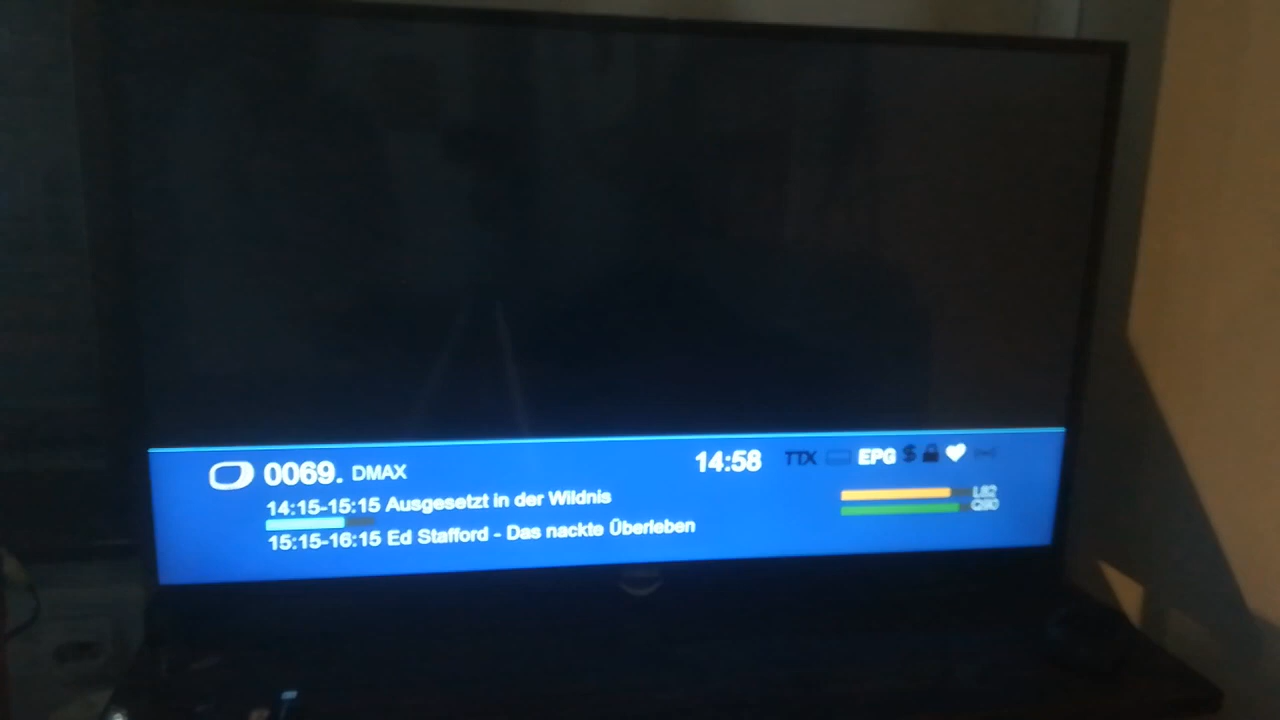 0069. DMAX
14:58 TTX EPG $
14:15-15:15 Ausgesetzt in der Wildnis
15:15-16:15 Ed Stafford - Das nackte Überleben